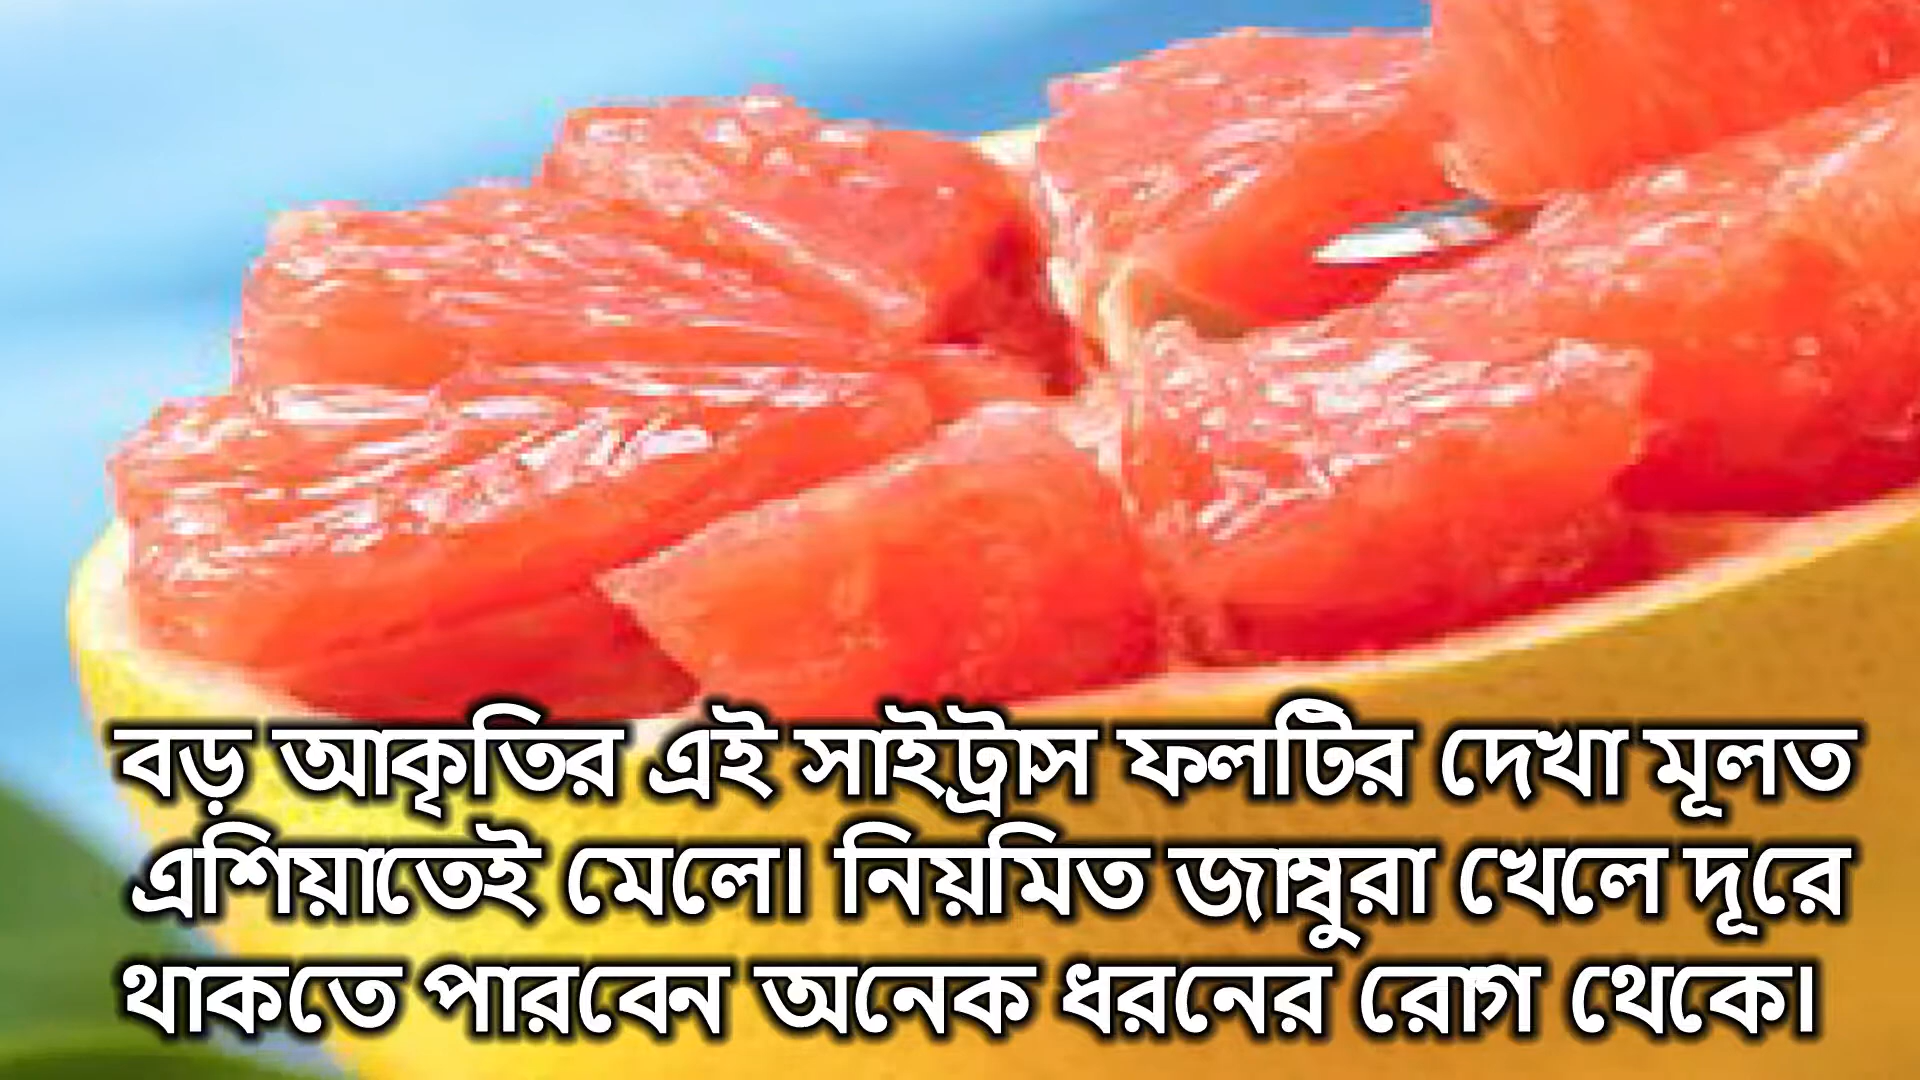 বড় আকৃতির এই সাইট্রাস ফলটির দেখা মূলত
এশিয়াতেই মেলে। নিয়মিত জাম্বুরা খেলে দূরে
থাকতে পারবেন অনেক ধরনের রোগ থেকে।